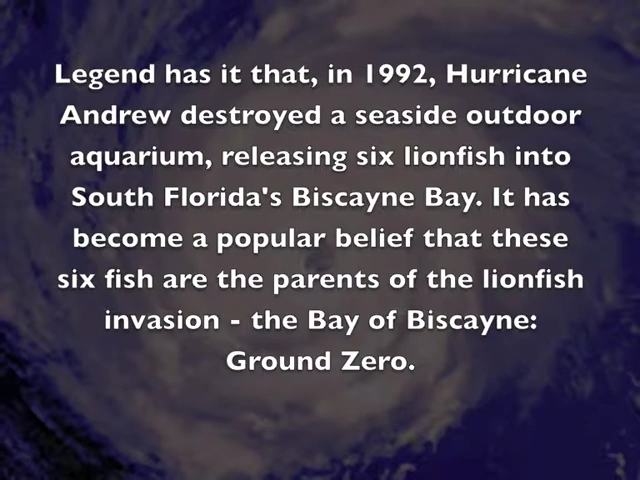 Legend has it that, in 1992, Hurricane
Andrew destroyed a seaside outdoor
aquarium, releasing six lionfish into
South Florida's Biscayne Bay. It has
become a popular belief that these
six fish are the parents of the lionfish
invasion - the Bay of Biscayne:
Ground Zero.